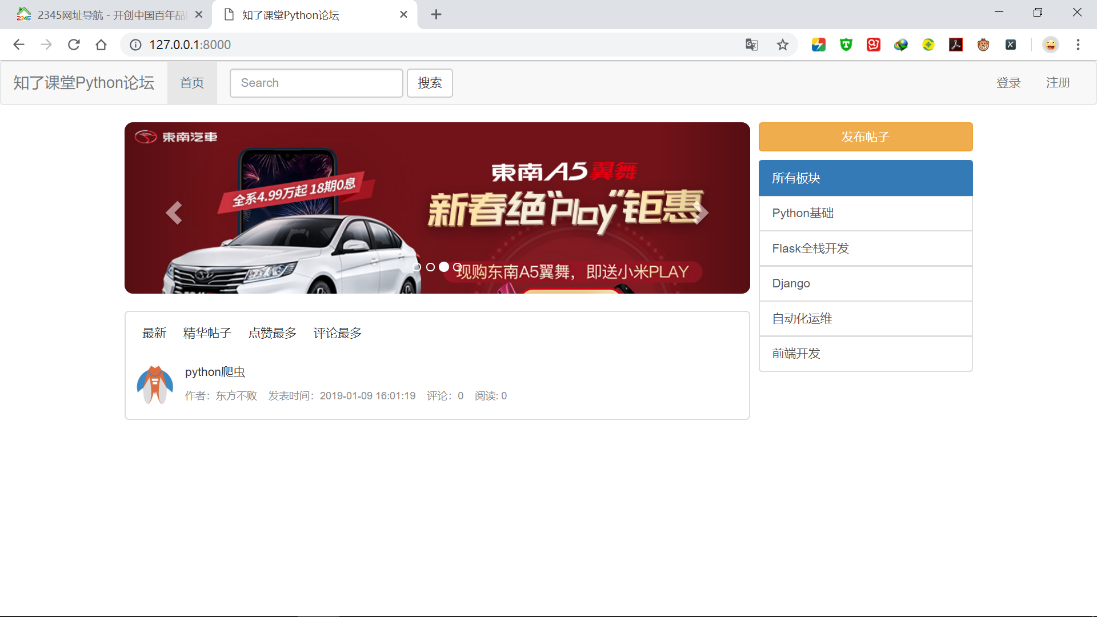 2345网址导航 - 开创中国百年品
知了课堂Python论坛
127.0.0.1:8000
知了课堂Python论坛 首页 Search 搜索 登录 注册
東南汽車
全系4.99万起 18期0息
東南A5翼舞
新春绝“Play”钜惠
现购东南A5翼舞，即送小米PLAY
发布帖子
所有板块
Python基础
Flask全栈开发
Django
自动化运维
前端开发
最新 精华帖子 点赞最多 评论最多
python爬虫
作者：东方不败 发表时间：2019-01-09 16:01:19 评论：0 阅读: 0